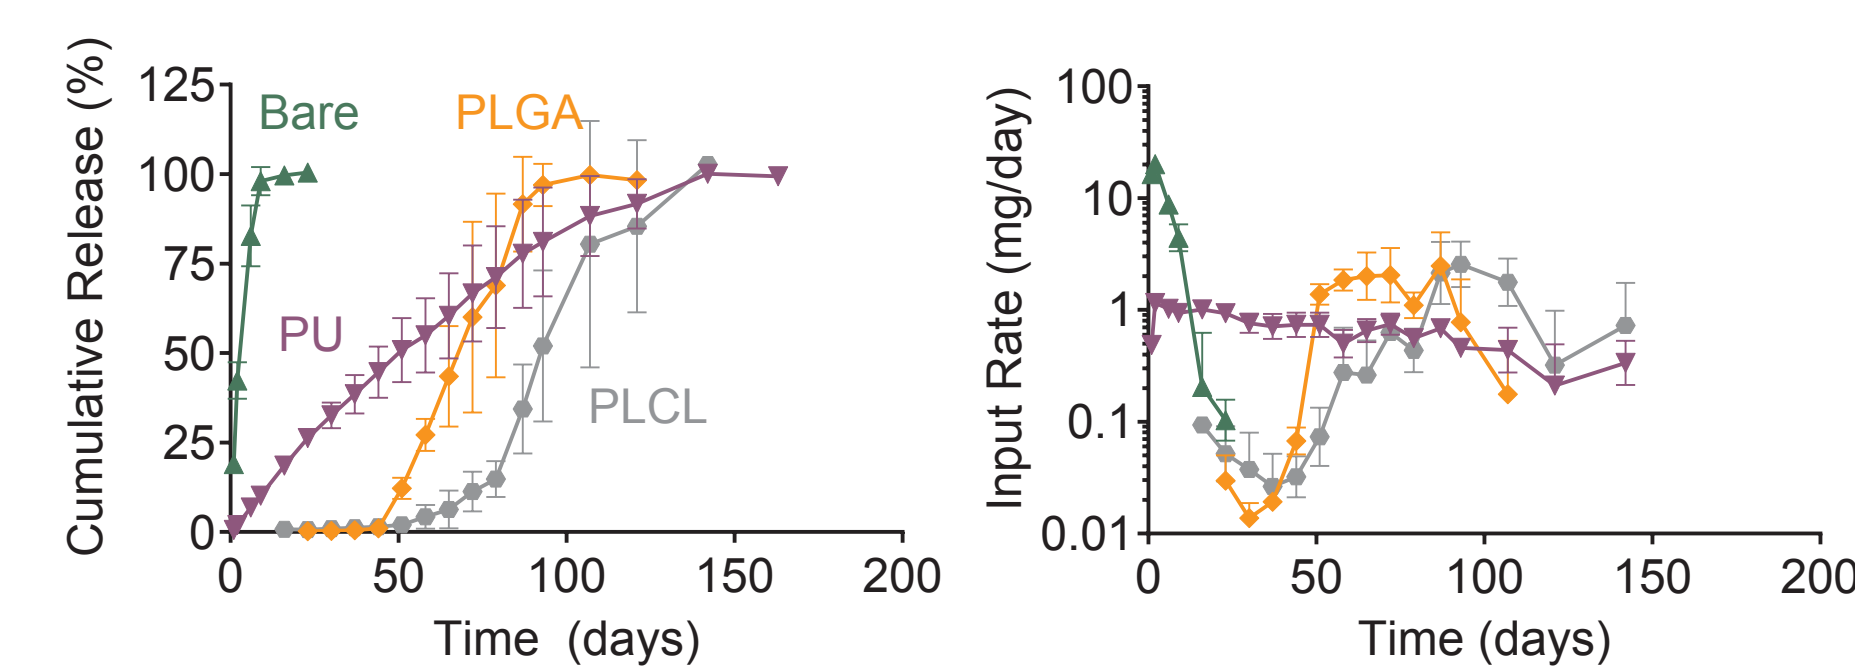 Cumulative Release (%)
125
100
75
50
25
0
Bare
PLGA
PU
PLCL
0 50 100 150 200
Time (days)
Input Rate (mg/day)
100
10
1
0.1
0.01
0 50 100 150 200
Time (days)